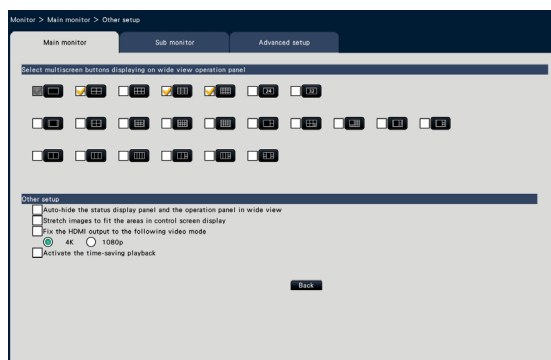 Monitor > Main monitor > Other setup
Main monitor
Sub monitor
Advanced setup
Select multiscreen buttons displaying on wide view operation panel
24
32
Other setup
Auto-hide the status display panel and the operation panel in wide view
Stretch images to fit the areas in control screen display
Fix the HDMI output to the following video mode
4K
1080p
Activate the time-saving playback
Back